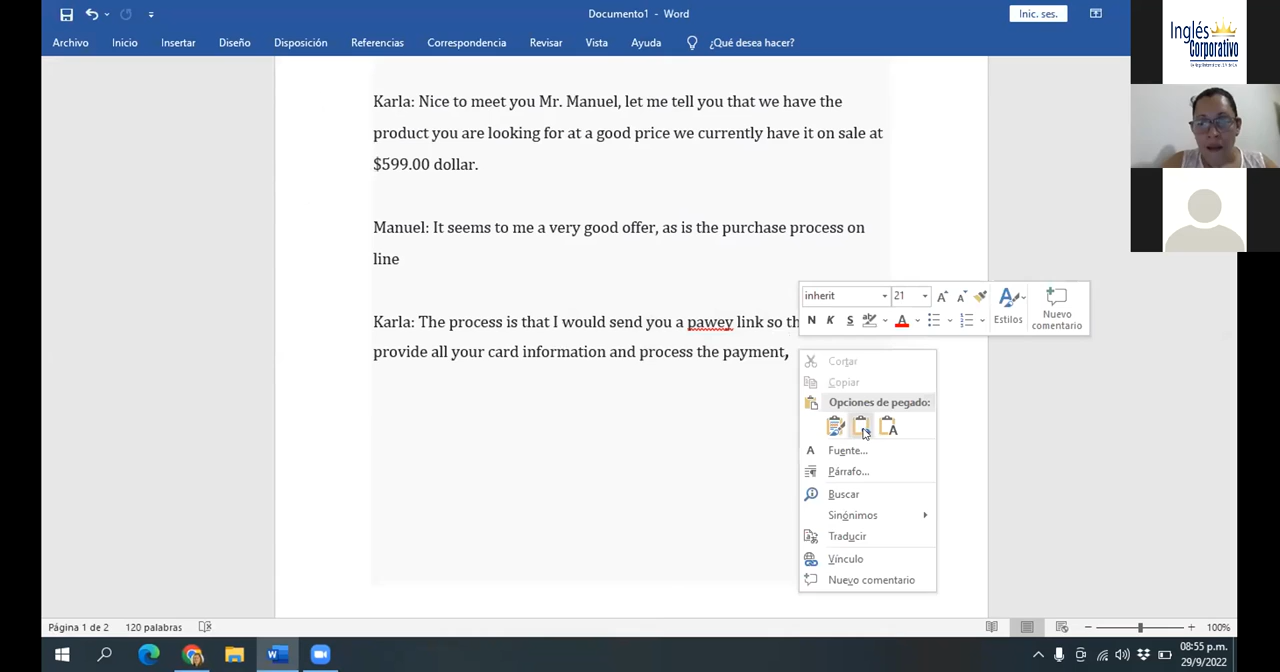 Documento1 - Word
Inic. ses.
Archivo Inicio Insertar Diseño Disposición Referencias Correspondencia Revisar Vista Ayuda ¿Qué desea hacer?
Inglés
Corporativo
Karla: Nice to meet you Mr. Manuel, let me tell you that we have the
product you are looking for at a good price we currently have it on sale at
$599.00 dollar.
Manuel: It seems to me a very good offer, as is the purchase process on
line
Karla: The process is that I would send you a pawey link so th
provide all your card information and process the payment,
inherit 21
N K S
Estilos
Nuevo
comentario
Cortar
Copiar
Opciones de pegado:
Fuente...
Párrafo...
Buscar
Sinónimos
Traducir
Vínculo
Nuevo comentario
Página 1 de 2 120 palabras
100%
08:55 p.m.
29/9/2022